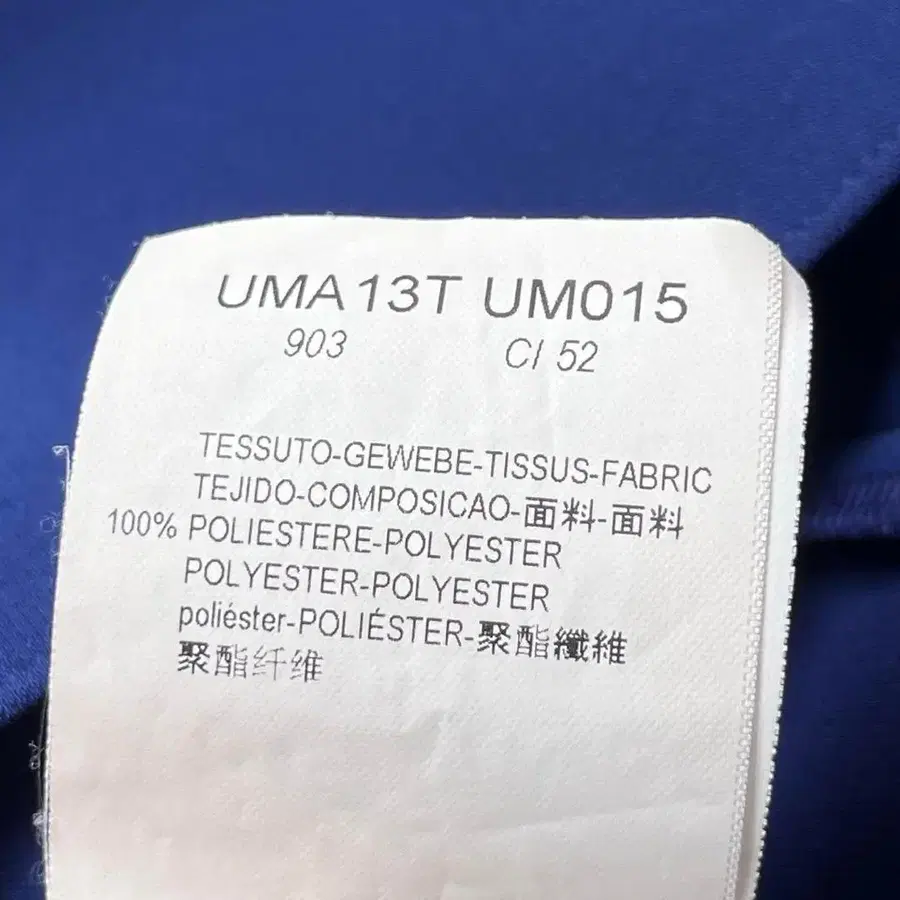 UMA13T UM015
903 CI 52
TESSUTO-GEWEBE-TISSUS-FABRIC
TEJIDO-COMPOSICAO-面料-面料
100% POLIESTERE-POLYESTER
POLYESTER-POLYESTER
poliéster-POLIÉSTER-聚酯纖維
聚酯纤维